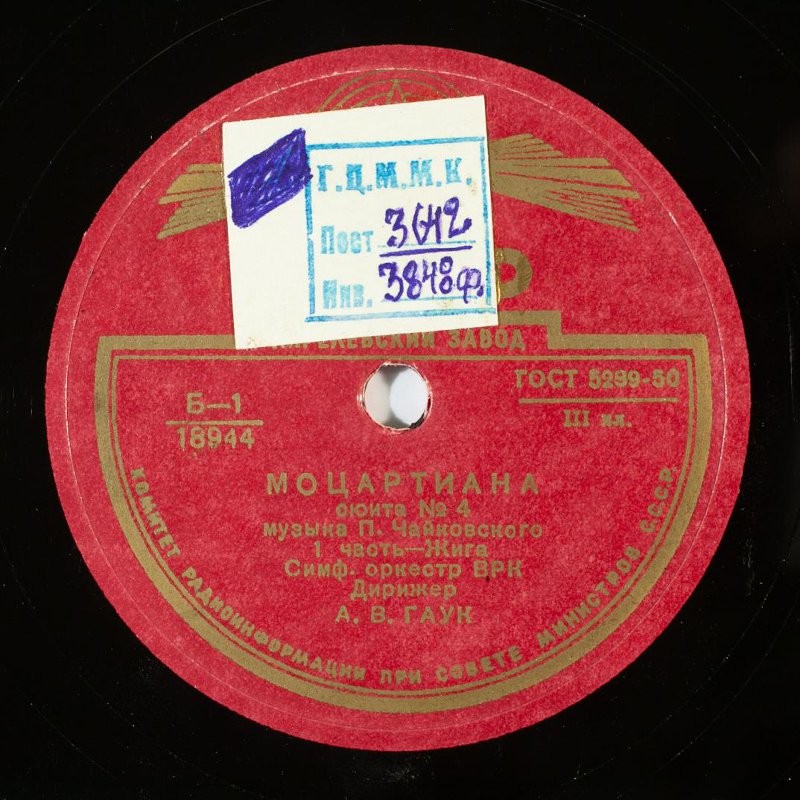 Г.Ц.М.М.К.
Пост 3642
Инв. 3848ф.
ЗАВОД
Б—1
18944
ГОСТ 5289-50
III кл.
МОЦАРТИАНА
сюита № 4
музыка П. Чайковского
1 часть—Жига
Симф. оркестр ВРК
Дирижер
А. В. ГАУК
КОМИТЕТ РАДИОИНФОРМАЦИИ ПРИ СОВЕТЕ МИНИСТРОВ СССР